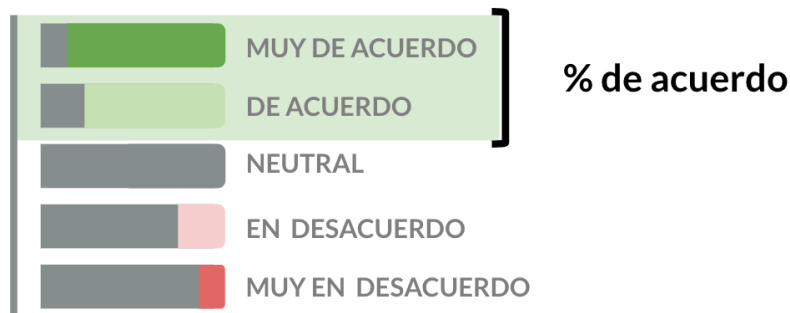 MUY DE ACUERDO
% de acuerdo
DE ACUERDO
NEUTRAL
EN DESACUERDO
MUY EN DESACUERDO